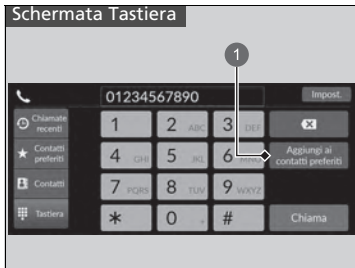 Schermata Tastiera
1
01234567890
Impost.
Chiamate
recenti
1
2 ABC
3 DEF
Contatti
preferiti
4 GHI
5 JKL
6 MNO
Aggiungi ai
contatti preferiti
Contatti
7 PQRS
8 TUV
9 WXYZ
Tastiera
*
0 +
#
Chiama